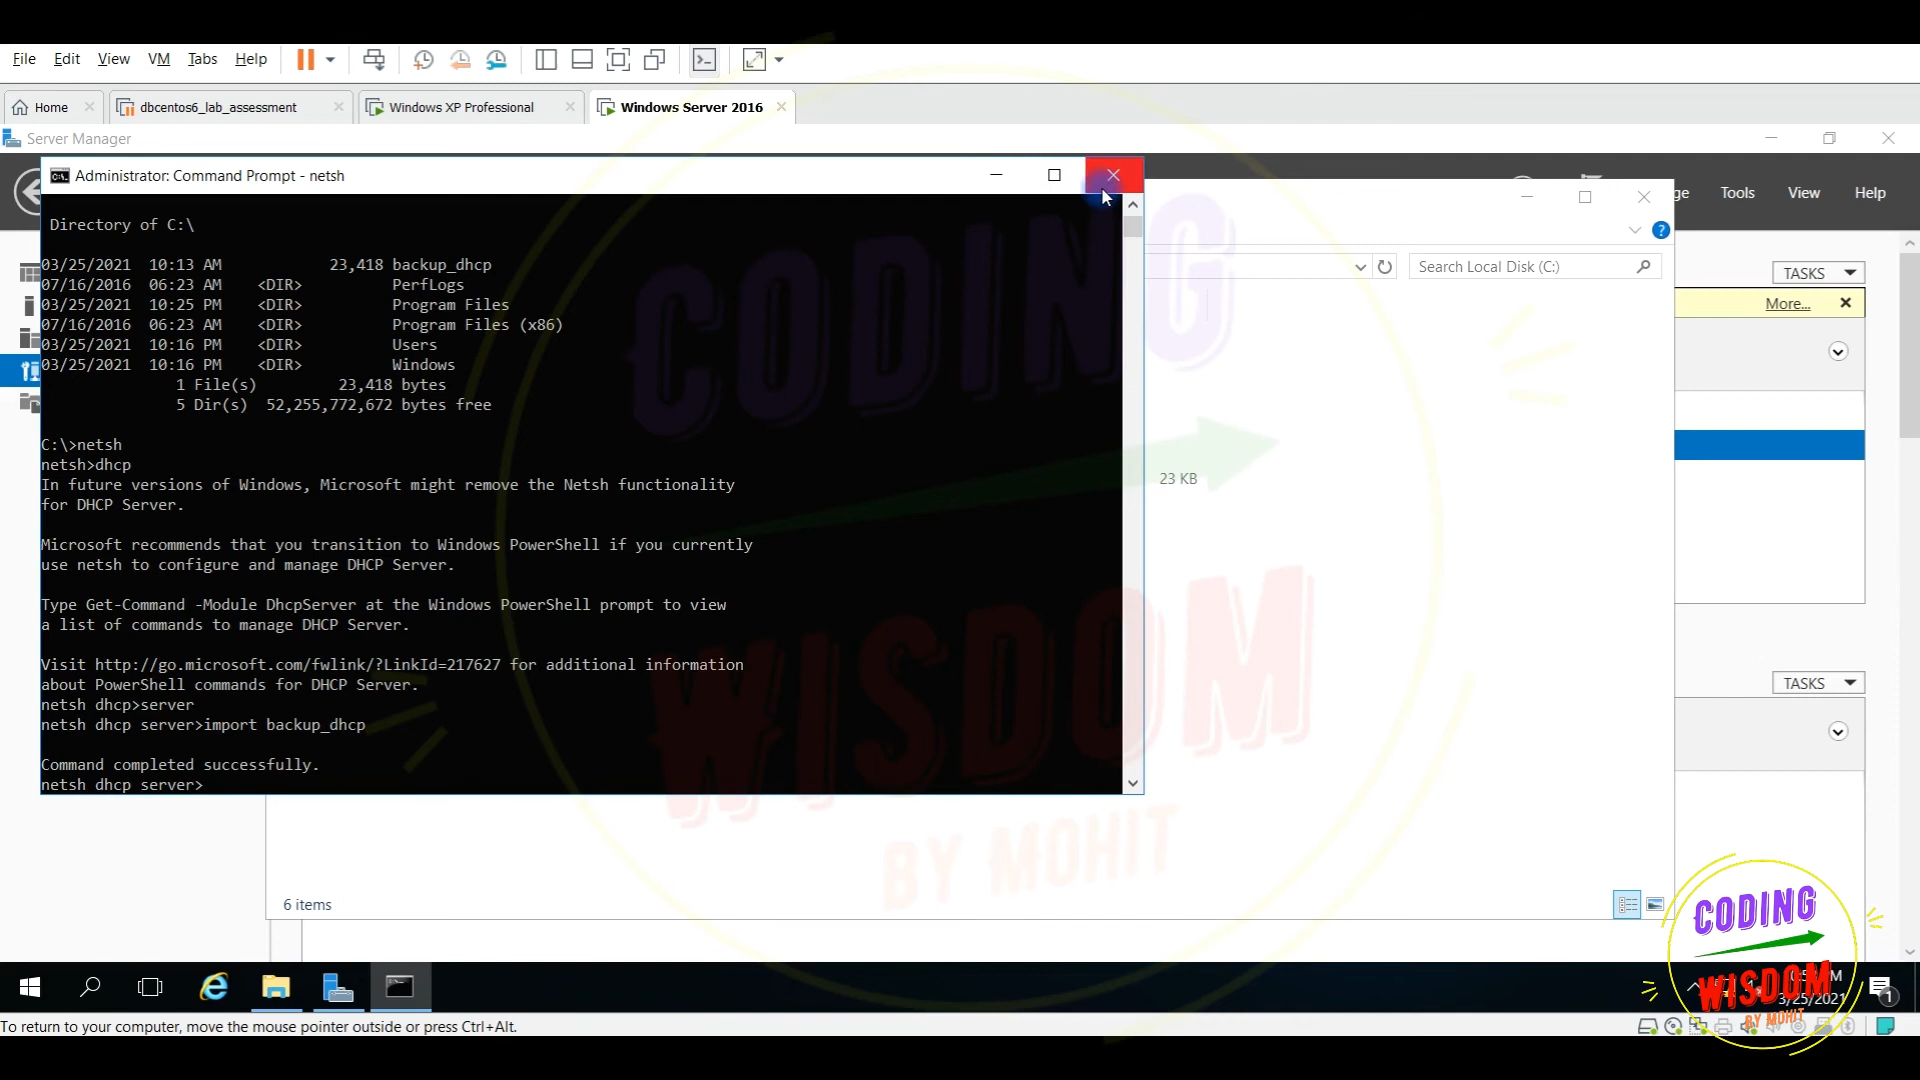 File Edit View VM Tabs Help
Home dbcentos6_lab_assessment Windows XP Professional Windows Server 2016
Server Manager
Administrator: Command Prompt - netsh
Tools View Help
Directory of C:\
03/25/2021 10:13 AM 23,418 backup_dhcp
07/16/2016 06:23 AM <DIR> PerfLogs
03/25/2021 10:25 PM <DIR> Program Files
07/16/2016 06:23 AM <DIR> Program Files (x86)
03/25/2021 10:16 PM <DIR> Users
03/25/2021 10:16 PM <DIR> Windows
1 File(s) 23,418 bytes
5 Dir(s) 52,255,772,672 bytes free
C:\>netsh
netsh>dhcp
In future versions of Windows, Microsoft might remove the Netsh functionality
for DHCP Server.
Microsoft recommends that you transition to Windows PowerShell if you currently
use netsh to configure and manage DHCP Server.
Type Get-Command -Module DhcpServer at the Windows PowerShell prompt to view
a list of commands to manage DHCP Server.
Visit http://go.microsoft.com/fwlink/?LinkId=217627 for additional information
about PowerShell commands for DHCP Server.
netsh dhcp>server
netsh dhcp server>import backup_dhcp
Command completed successfully.
netsh dhcp server>
Search Local Disk (C:)
TASKS
More...
23 KB
TASKS
6 items
CODING
WISDOM
BY MOHIT
CODING
WISDOM
BY MOHIT
3/25/2021
1
To return to your computer, move the mouse pointer outside or press Ctrl+Alt.